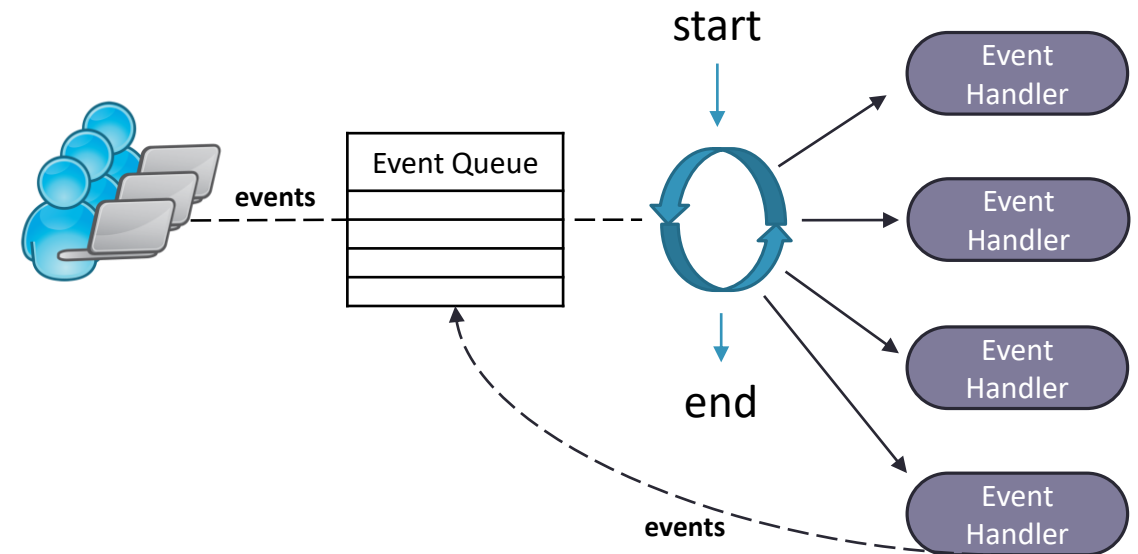 start
Event
Handler
Event Queue
events
Event
Handler
Event
Handler
end
Event
Handler
events